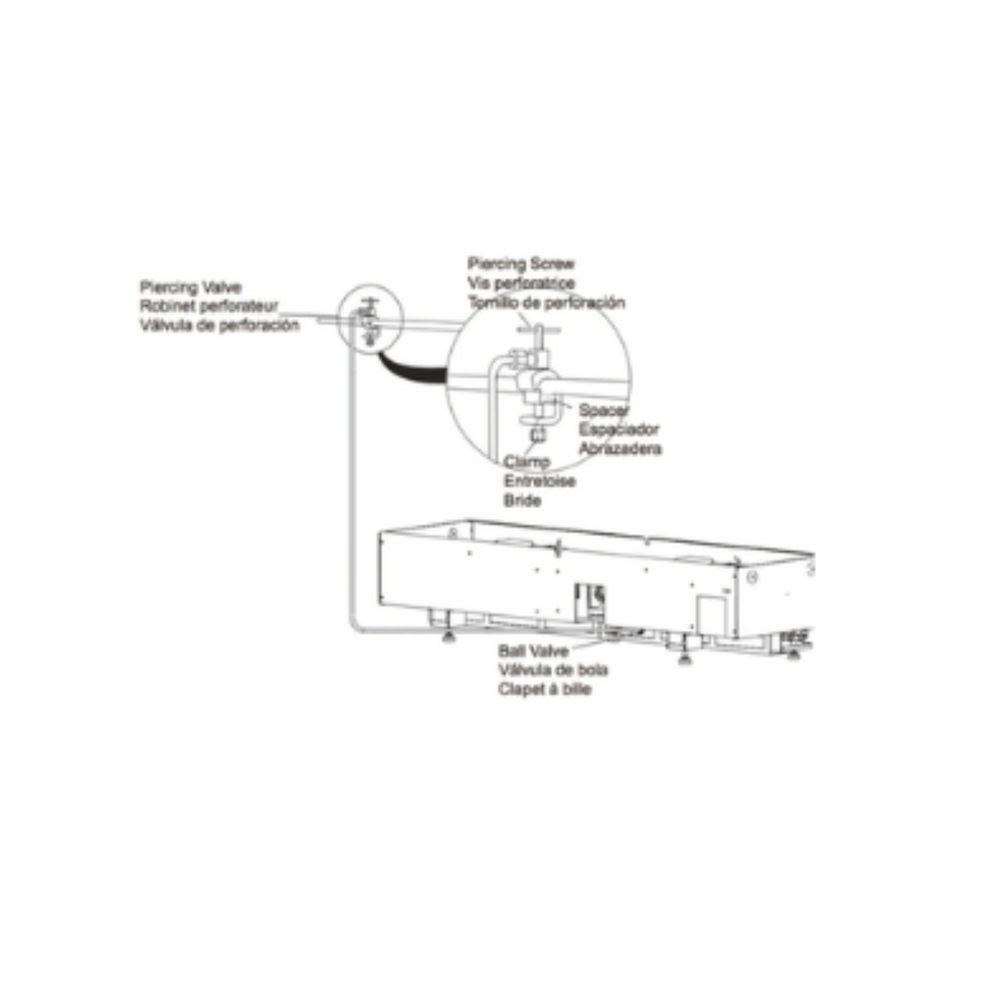 Piercing Valve
Robinet perforateur
Válvula de perforación
Piercing Screw
Vis perforatrice
Tornillo de perforación
Spacer
Espaciador
Abrazadera
Clamp
Entretoise
Bride
Ball Valve
Válvula de bola
Clapet à bille